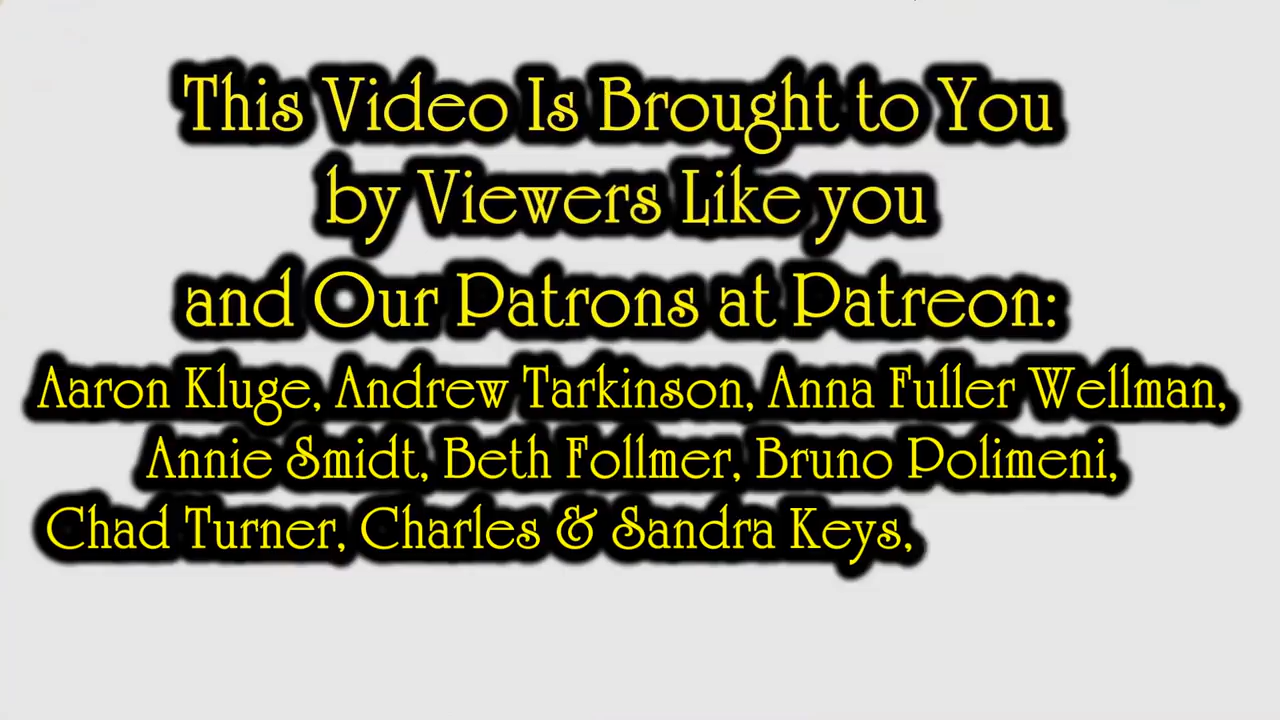 This Video Is Brought to You
by Viewers Like you
and Our Patrons at Patreon:
Aaron Kluge, Andrew Tarkinson, Anna Fuller Wellman,
Annie Smidt, Beth Follmer, Bruno Polimeni,
Chad Turner, Charles & Sandra Keys,